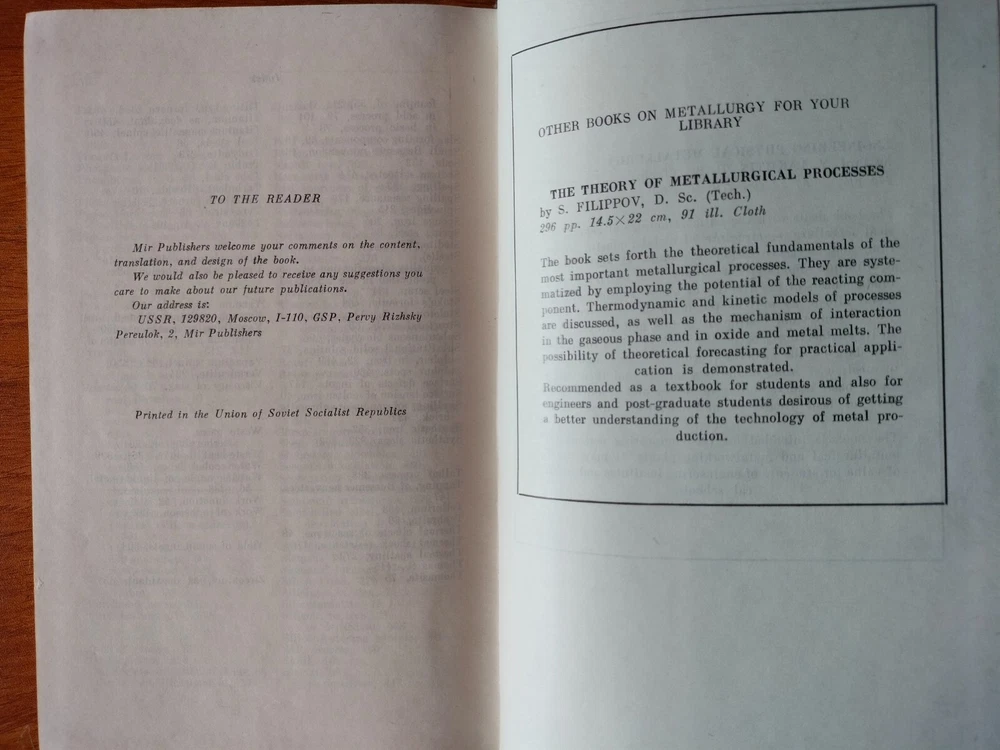 TO THE READER
Mir Publishers welcome your comments on the content,
translation, and design of the book.
We would also be pleased to receive any suggestions you
care to make about our future publications.
Our address is:
USSR, 129820, Moscow, I-110, GSP, Pervy Rizhsky
Pereulok, 2, Mir Publishers
Printed in the Union of Soviet Socialist Republics
OTHER BOOKS ON METALLURGY FOR YOUR
LIBRARY
THE THEORY OF METALLURGICAL PROCESSES
by S. FILIPPOV, D. Sc. (Tech.)
296 pp. 14.5×22 cm, 91 ill. Cloth
The book sets forth the theoretical fundamentals of the
most important metallurgical processes. They are syste-
matized by employing the potential of the reacting com-
ponent. Thermodynamic and kinetic models of processes
are discussed, as well as the mechanism of interaction
in the gaseous phase and in oxide and metal melts. The
possibility of theoretical forecasting for practical appli-
cation is demonstrated.
Recommended as a textbook for students and also for
engineers and post-graduate students desirous of getting
a better understanding of the technology of metal pro-
duction.